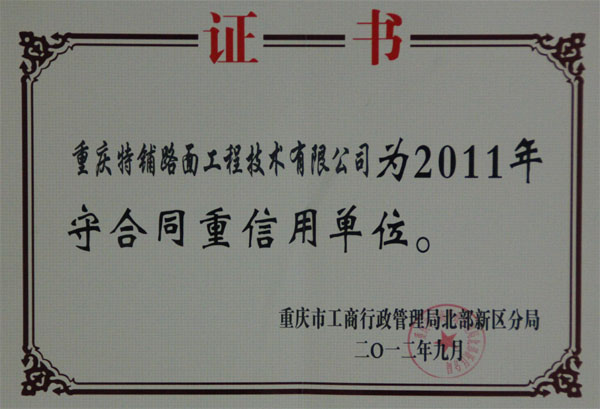 证书
重庆特铺路面工程技术有限公司为2011年
守合同重信用单位。
重庆市工商行政管理局北部新区分局
二〇一二年九月